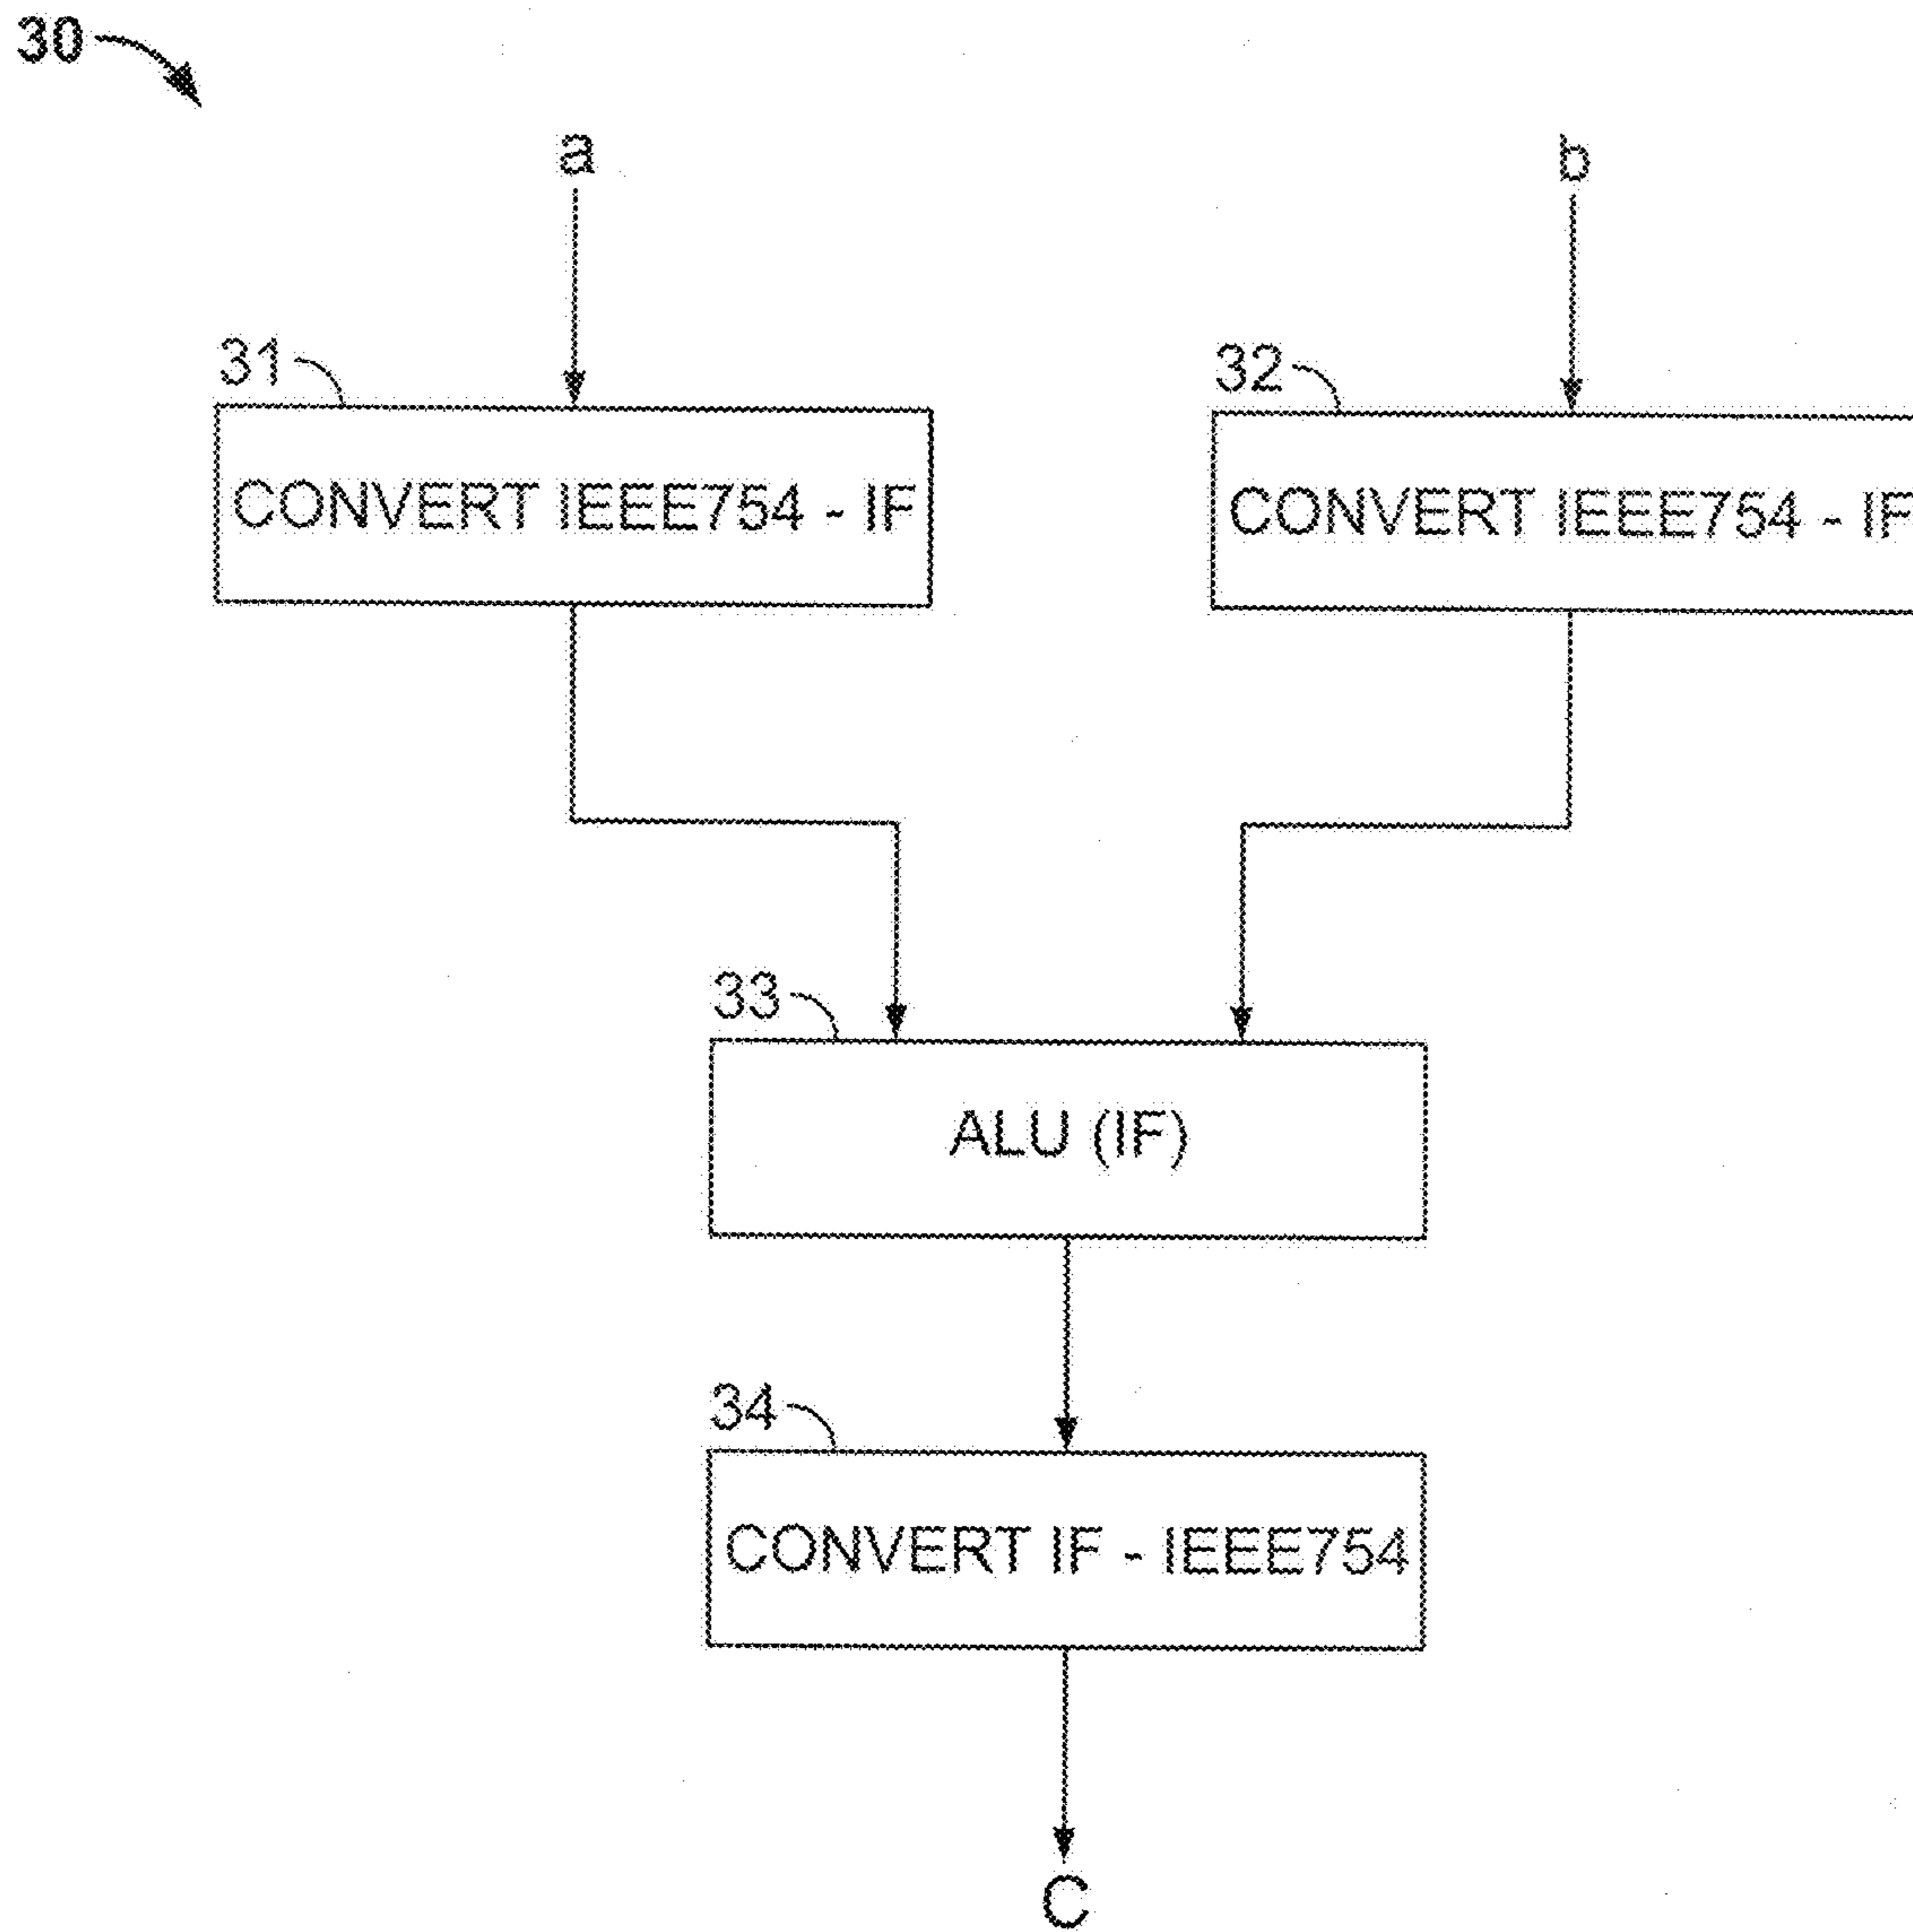 30
a
b
31
32
CONVERT IEEE754 - IF
CONVERT IEEE754 - IF
33
ALU (IF)
34
CONVERT IF - IEEE754
C